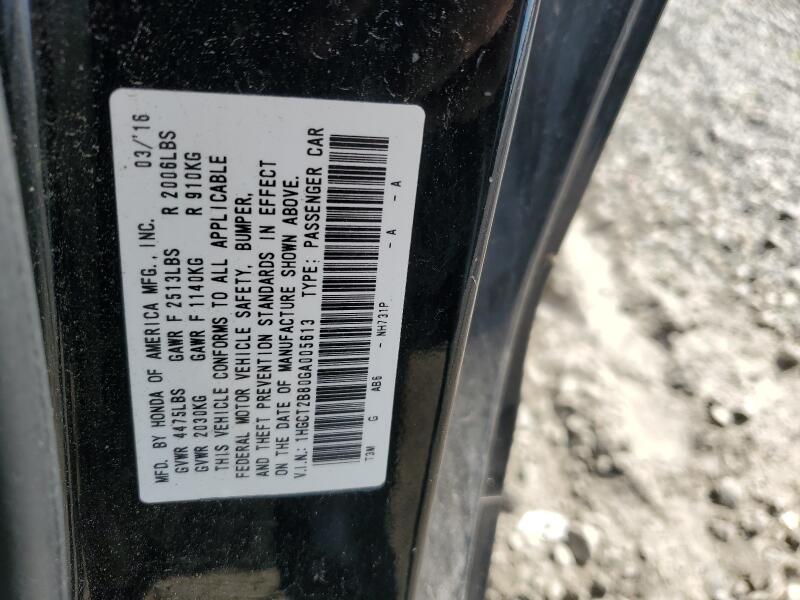 MFD. BY HONDA OF AMERICA MFG., INC. 03/'16
GVWR 4475LBS GAWR F 2513LBS R 2006LBS
GVWR 2030KG GAWR F 1140KG R 910KG
THIS VEHICLE CONFORMS TO ALL APPLICABLE
FEDERAL MOTOR VEHICLE SAFETY, BUMPER,
AND THEFT PREVENTION STANDARDS IN EFFECT
ON THE DATE OF MANUFACTURE SHOWN ABOVE.
V.I.N.: 1HGCT2B80GA005613 TYPE: PASSENGER CAR
T3M G AB6 - NH731P - A - A